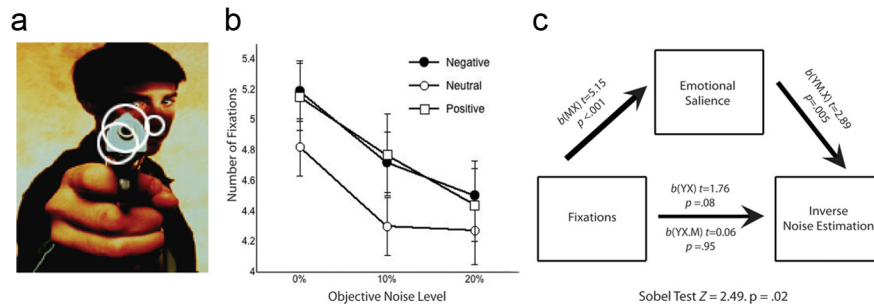 a
b
c
5.4
5.2
5
4.8
4.6
4.4
4.2
4
Number of Fixations
Negative
Neutral
Positive
0%
10%
20%
Objective Noise Level
Emotional
Salience
b(MX) t=5.15
p <.001
b(YM.X) t=2.89
p=.005
Fixations
b(YX) t=1.76
p =.08
b(YX.M) t=0.06
p =.95
Inverse
Noise Estimation
Sobel Test Z = 2.49. p = .02